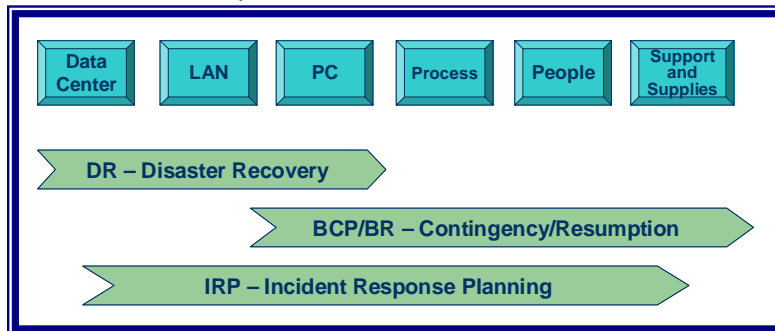 Data
Center
LAN
PC
Process
People
Support
and
Supplies
DR – Disaster Recovery
BCP/BR – Contingency/Resumption
IRP – Incident Response Planning